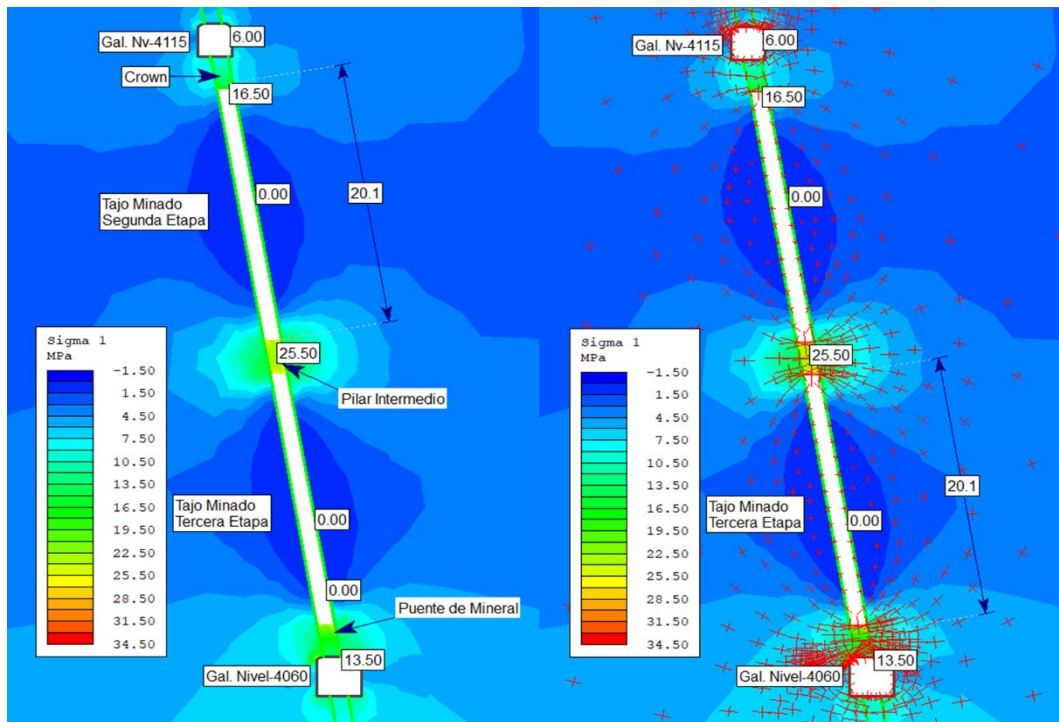 Gal. Nv-4115
6.00
Crown
16.50
20.1
0.00
Tajo Minado
Segunda Etapa
25.50
Pilar Intermedio
Sigma 1
MPa
-1.50
1.50
4.50
7.50
10.50
13.50
16.50
19.50
22.50
25.50
28.50
31.50
34.50
Tajo Minado
Tercera Etapa
0.00
0.00
Puente de Mineral
13.50
Gal. Nivel-4060
Gal. Nv-4115
6.00
16.50
0.00
25.50
Sigma 1
MPa
-1.50
1.50
4.50
7.50
10.50
13.50
16.50
19.50
22.50
25.50
28.50
31.50
34.50
20.1
Tajo Minado
Tercera Etapa
0.00
13.50
Gal. Nivel-4060